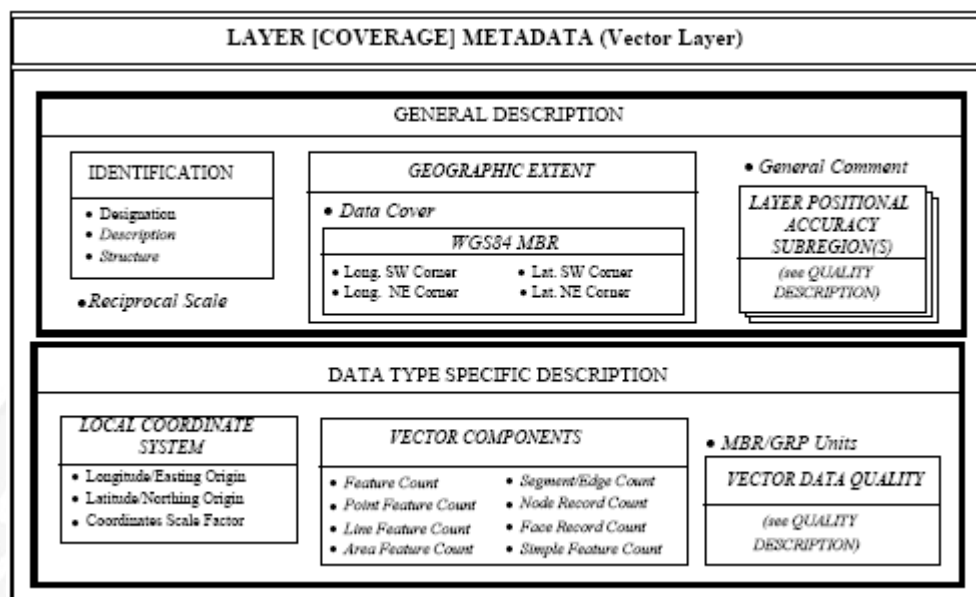 LAYER [COVERAGE] METADATA (Vector Layer)
GENERAL DESCRIPTION
IDENTIFICATION
• Designation
• Description
• Structure
• Reciprocal Scale
GEOGRAPHIC EXTENT
• Data Cover
WGS84 MBR
• Long. SW Corner
• Lat. SW Corner
• Long. NE Corner
• Lat. NE Corner
• General Comment
LAYER POSITIONAL
ACCURACY
SUBREGION(S)
(see QUALITY
DESCRIPTION)
DATA TYPE SPECIFIC DESCRIPTION
LOCAL COORDINATE
SYSTEM
• Longitude/Easting Origin
• Latitude/Northing Origin
• Coordinates Scale Factor
VECTOR COMPONENTS
• Feature Count
• Point Feature Count
• Line Feature Count
• Area Feature Count
• Segment/Edge Count
• Node Record Count
• Face Record Count
• Simple Feature Count
• MBR/GRP Units
VECTOR DATA QUALITY
(see QUALITY
DESCRIPTION)